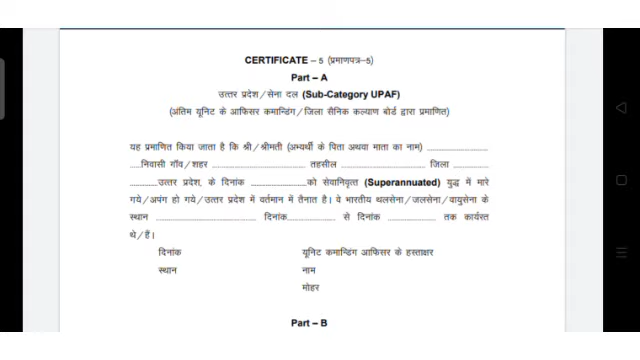 CERTIFICATE – 5 (प्रमाणपत्र–5)
Part – A
उत्तर प्रदेश/सेना दल (Sub-Category UPAF)
(अंतिम यूनिट के आफिसर कमान्डिंग/जिला सैनिक कल्याण बोर्ड द्वारा प्रमाणित)
यह प्रमाणित किया जाता है कि श्री/श्रीमती (अभ्यर्थी के पिता अथवा माता का नाम) ..............................
.....निवासी गाँव/शहर .............................................. तहसील .......................... जिला .................
.............उत्तर प्रदेश, के दिनांक ...........................को सेवानिवृत्त (Superannuated) युद्ध में मारे
गये/अपंग हो गये/उत्तर प्रदेश में वर्तमान में तैनात है। वे भारतीय थलसेना/जलसेना/वायुसेना के
स्थान .................................................. दिनांक....................... से दिनांक ....................... तक कार्यरत
थे/हैं।
दिनांक यूनिट कमान्डिंग आफिसर के हस्ताक्षर
स्थान नाम
मोहर
Part – B